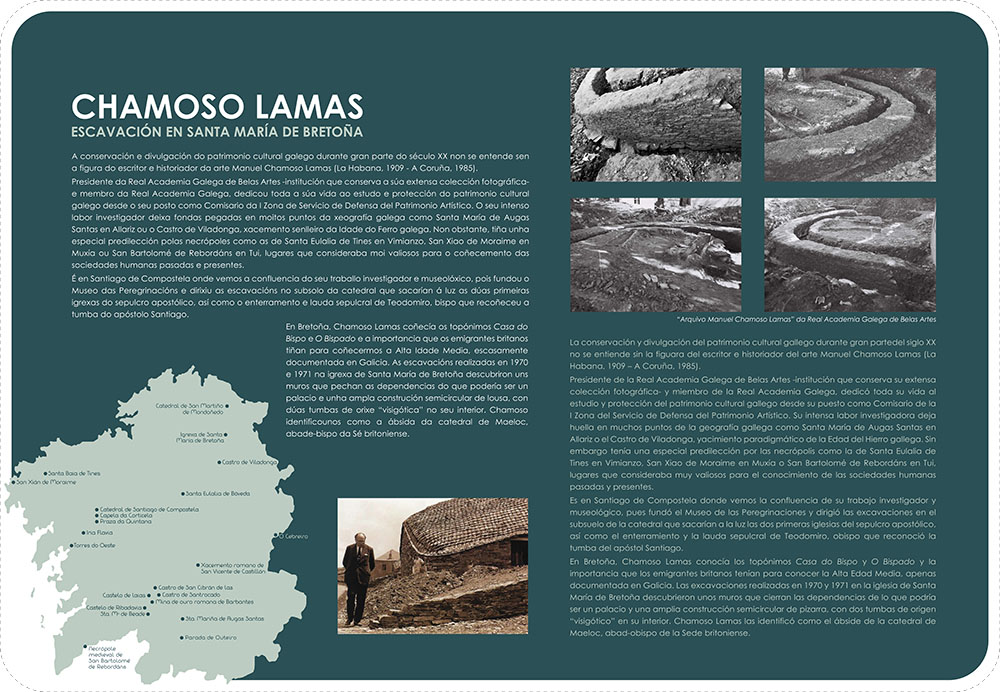 CHAMOSO LAMAS
ESCAVACIÓN EN SANTA MARÍA DE BRETOÑA
A conservación e divulgación do patrimonio cultural galego durante gran parte do século XX non se entende sen
a figura do escritor e historiador da arte Manuel Chamoso Lamas (La Habana, 1909 - A Coruña, 1985).
Presidente da Real Academia Galega de Belas Artes -institución que conserva a súa extensa colección fotográfica-
e membro da Real Academia Galega, dedicou toda a súa vida ao estudo e protección do patrimonio cultural
galego desde o seu posto como Comisario da I Zona de Servicio de Defensa del Patrimonio Artístico. O seu intenso
labor investigador deixa fondas pegadas en moitos puntos da xeografía galega como Santa María de Augas
Santas en Allariz ou o Castro de Viladonga, xacemento senlleiro da Idade do Ferro galega. Non obstante, tiña unha
especial predilección polas necrópoles como as de Santa Eulalia de Tines en Vimianzo, San Xiao de Moraime en
Muxía ou San Bartolomé de Rebordáns en Tui, lugares que consideraba moi valiosos para o coñecemento das
sociedades humanas pasadas e presentes.
É en Santiago de Compostela onde vemos a confluencia do seu traballo investigador e museolóxico, pois fundou o
Museo das Peregrinacións e dirixiu as escavacións no subsolo da catedral que sacarían á luz as dúas primeiras
igrexas do sepulcro apostólico, así como o enterramento e lauda sepulcral de Teodomiro, bispo que recoñeceu a
tumba do apóstolo Santiago.
En Bretoña, Chamoso Lamas coñecía os topónimos Casa do
Bispo e O Bispado e a importancia que os emigrantes britanos
tiñan para coñecermos a Alta Idade Media, escasamente
documentada en Galicia. As escavacións realizadas en 1970
e 1971 na igrexa de Santa María de Bretoña descubriron uns
muros que pechan as dependencias do que podería ser un
palacio e unha ampla construción semicircular de lousa, con
dúas tumbas de orixe "visigótica" no seu interior. Chamoso
identificounos como a ábsida da catedral de Maeloc,
abade-bispo da Sé britoniense.
Catedral de San Martiño
de Mondoñedo
Igrexa de Santa
María de Bretoña
Castro de Viladonga
Santa Baia de Tines
San Xián de Moraime
Santa Eulalia de Bóveda
Catedral de Santiago de Compostela
Capela da Corticela
Praza da Quintana
Iria Flavia
Torres do Oeste
O Cebreiro
Xacemento romano de
San Vicente de Castillón
Castro de San Cibrán de Las
Castelo de Laias
Castro de Santrocado
Mina de ouro romana de Barbantes
Castelo de Ribadavia
Sta. Mª de Beade
Sta. Mariña de Augas Santas
Parada de Outeiro
Necrópole
medieval de
San Bartolomé
de Rebordáns
"Arquivo Manuel Chamoso Lamas" da Real Academia Galega de Belas Artes
La conservación y divulgación del patrimonio cultural gallego durante gran partedel siglo XX
no se entiende sin la figuara del escritor e historiador del arte Manuel Chamoso Lamas (La
Habana, 1909 – A Coruña, 1985).
Presidente de la Real Academia Galega de Belas Artes -institución que conserva su extensa
colección fotográfica- y membro de la Real Academia Galega, dedicó toda su vida al
estudio y protección del patrimonio cultural gallego desde su puesto como Comisario de la
I Zona del Servicio de Defensa del Patrimonio Artístico. Su intensa labor investigadora deja
huella en muchos puntos de la geografía gallega como Santa María de Augas Santas en
Allariz o el Castro de Viladonga, yacimiento paradigmático de la Edad del Hierro gallega. Sin
embargo tenía una especial predilección por las necrópolis como la de Santa Eulalia de
Tines en Vimianzo, San Xiao de Moraime en Muxía o San Bartolomé de Rebordáns en Tui,
lugares que consideraba muy valiosos para el conocimiento de las sociedades humanas
pasadas y presentes.
Es en Santiago de Compostela donde vemos la confluencia de su trabajo investigador y
museológico, pues fundó el Museo de las Peregrinaciones y dirigió las excavaciones en el
subsuelo de la catedral que sacarían a la luz las dos primeras iglesias del sepulcro apostólico,
así como el enterramiento y la lauda sepulcral de Teodomiro, obispo que reconoció la
tumba del apóstol Santiago.
En Bretoña, Chamoso Lamas conocía los topónimos Casa do Bispo y O Bispado y la
importancia que los emigrantes britanos tenían para conocer la Alta Edad Media, apenas
documentada en Galicia. Las excavaciones realizadas en 1970 y 1971 en la iglesia de Santa
María de Bretoña descubrieron unos muros que cierran las dependencias de lo que podría
ser un palacio y una amplia construcción semicircular de pizarra, con dos tumbas de origen
"visigótico" en su interior. Chamoso Lamas las identificó como el ábside de la catedral de
Maeloc, abad-obispo de la Sede britoniense.